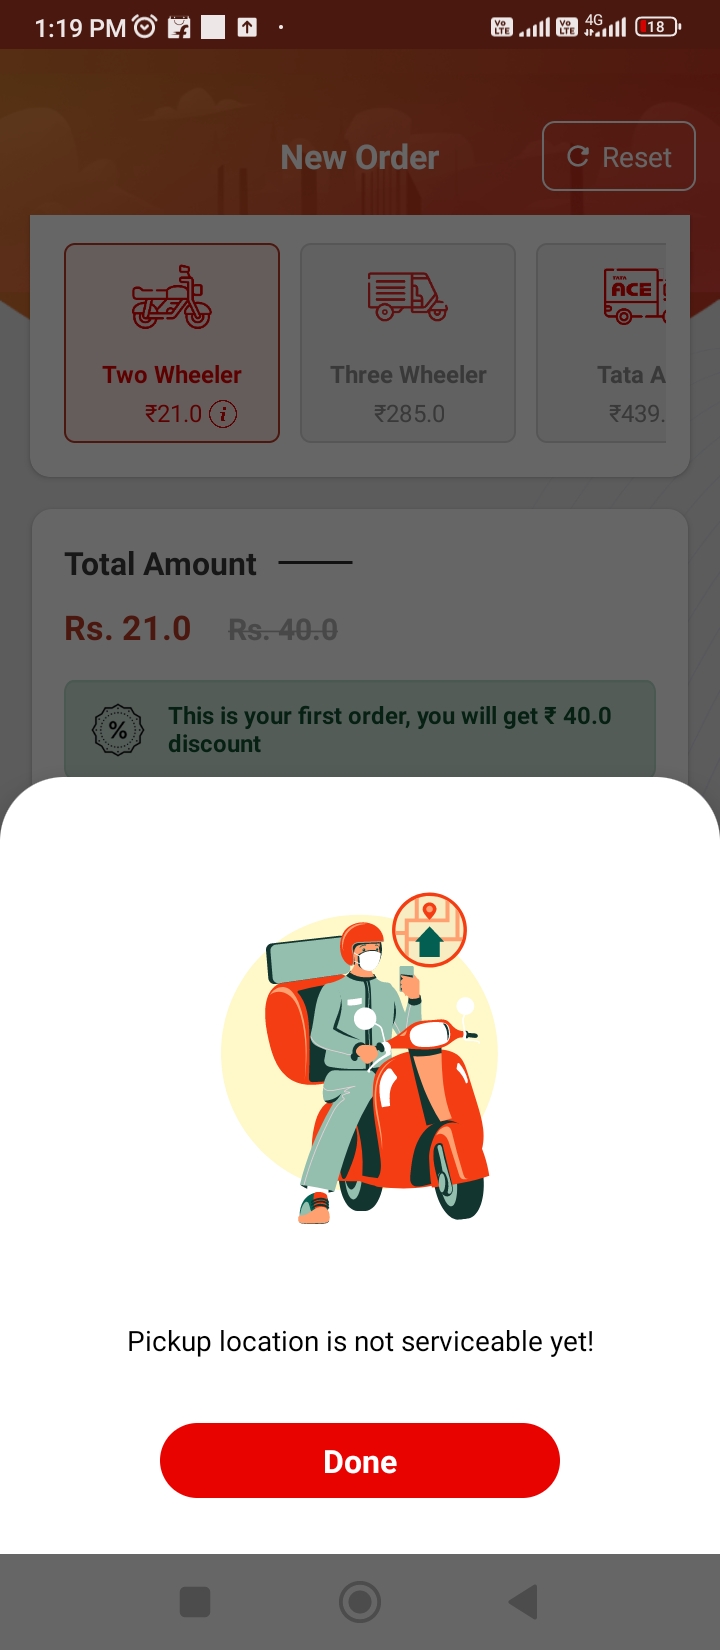 1:19 PM
Vo LTE Vo LTE 4G 18
New Order
Reset
TATA
ACE
Two Wheeler
Three Wheeler
Tata A
₹21.0
₹285.0
₹439.
Total Amount
Rs. 21.0 Rs. 40.0
%
This is your first order, you will get ₹ 40.0
discount
Pickup location is not serviceable yet!
Done